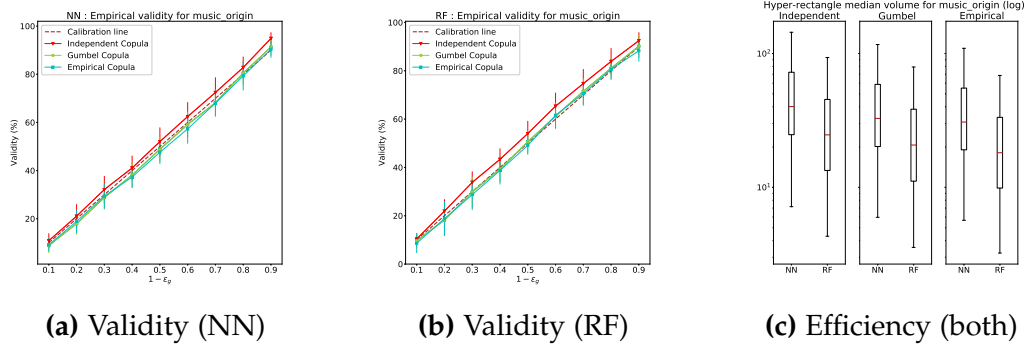 NN : Empirical validity for music_origin
Calibration line
Independent Copula
Gumbel Copula
Empirical Copula
Validity (%)
100
80
60
40
20
0.1 0.2 0.3 0.4 0.5 0.6 0.7 0.8 0.9
1 − ϵg
(a) Validity (NN)
RF : Empirical validity for music_origin
Calibration line
Independent Copula
Gumbel Copula
Empirical Copula
Validity (%)
100
80
60
40
20
0
0.1 0.2 0.3 0.4 0.5 0.6 0.7 0.8 0.9
1 − ϵg
(b) Validity (RF)
Hyper-rectangle median volume for music_origin (log)
Independent Gumbel Empirical
10²
10¹
NN RF NN RF NN RF
(c) Efficiency (both)